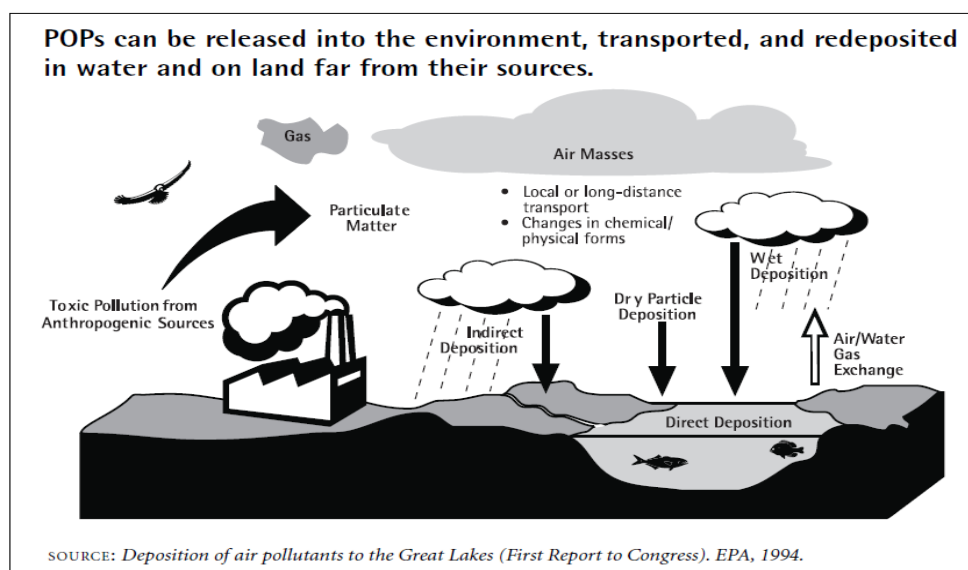 POPs can be released into the environment, transported, and redeposited
in water and on land far from their sources.
Gas
Air Masses
• Local or long-distance
transport
• Changes in chemical/
physical forms
Particulate
Matter
Toxic Pollution from
Anthropogenic Sources
Indirect
Deposition
Dry Particle
Deposition
Wet
Deposition
Air/Water
Gas
Exchange
Direct Deposition
SOURCE: Deposition of air pollutants to the Great Lakes (First Report to Congress). EPA, 1994.